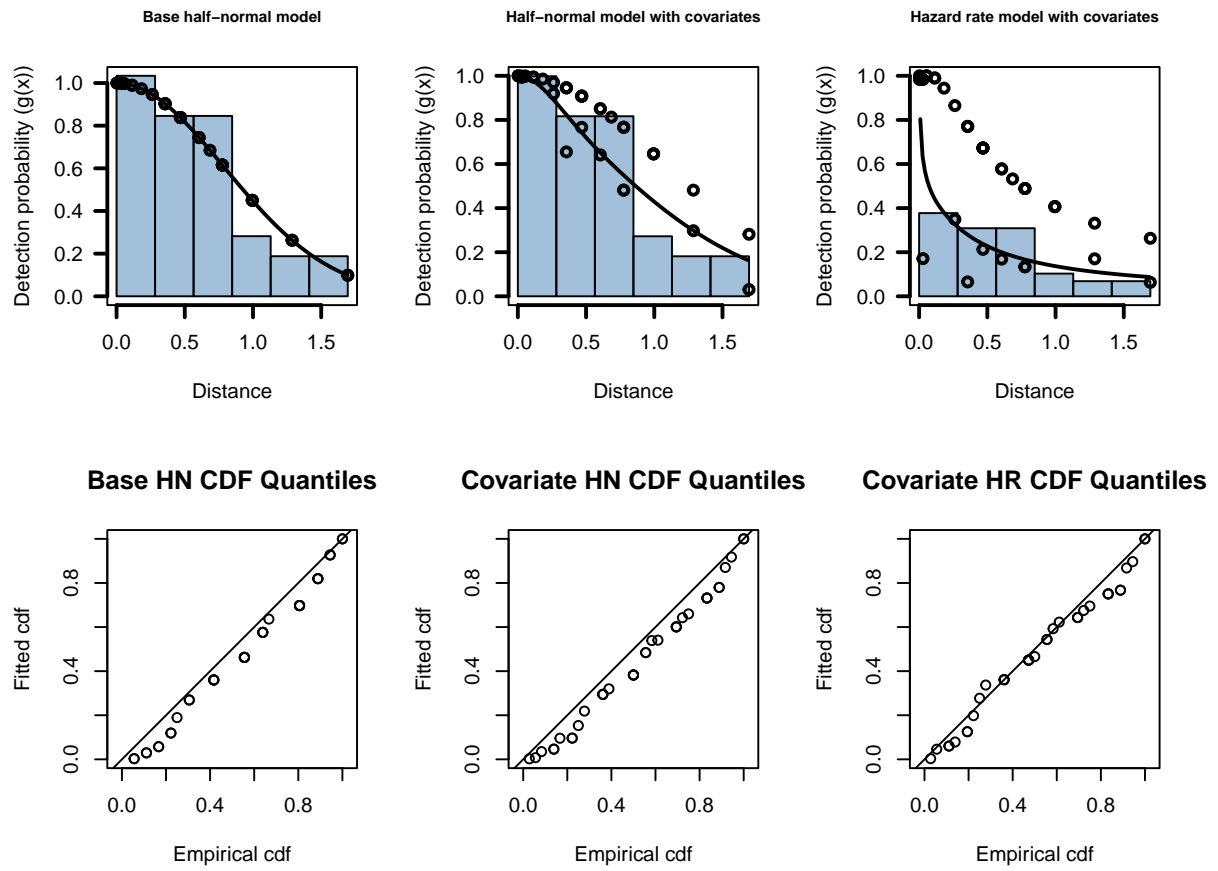 Base half−normal model
Half−normal model with covariates
Hazard rate model with covariates
Detection probability (g(x))
1.0
0.8
0.6
0.4
0.2
0.0
0.0 0.5 1.0 1.5
Distance
Detection probability (g(x))
1.0
0.8
0.6
0.4
0.2
0.0
0.0 0.5 1.0 1.5
Distance
Detection probability (g(x))
1.0
0.8
0.6
0.4
0.2
0.0
0.0 0.5 1.0 1.5
Distance
Base HN CDF Quantiles
Covariate HN CDF Quantiles
Covariate HR CDF Quantiles
Fitted cdf
0.8
0.4
0.0
0.0 0.4 0.8
Empirical cdf
Fitted cdf
0.8
0.4
0.0
0.0 0.4 0.8
Empirical cdf
Fitted cdf
0.8
0.4
0.0
0.0 0.4 0.8
Empirical cdf